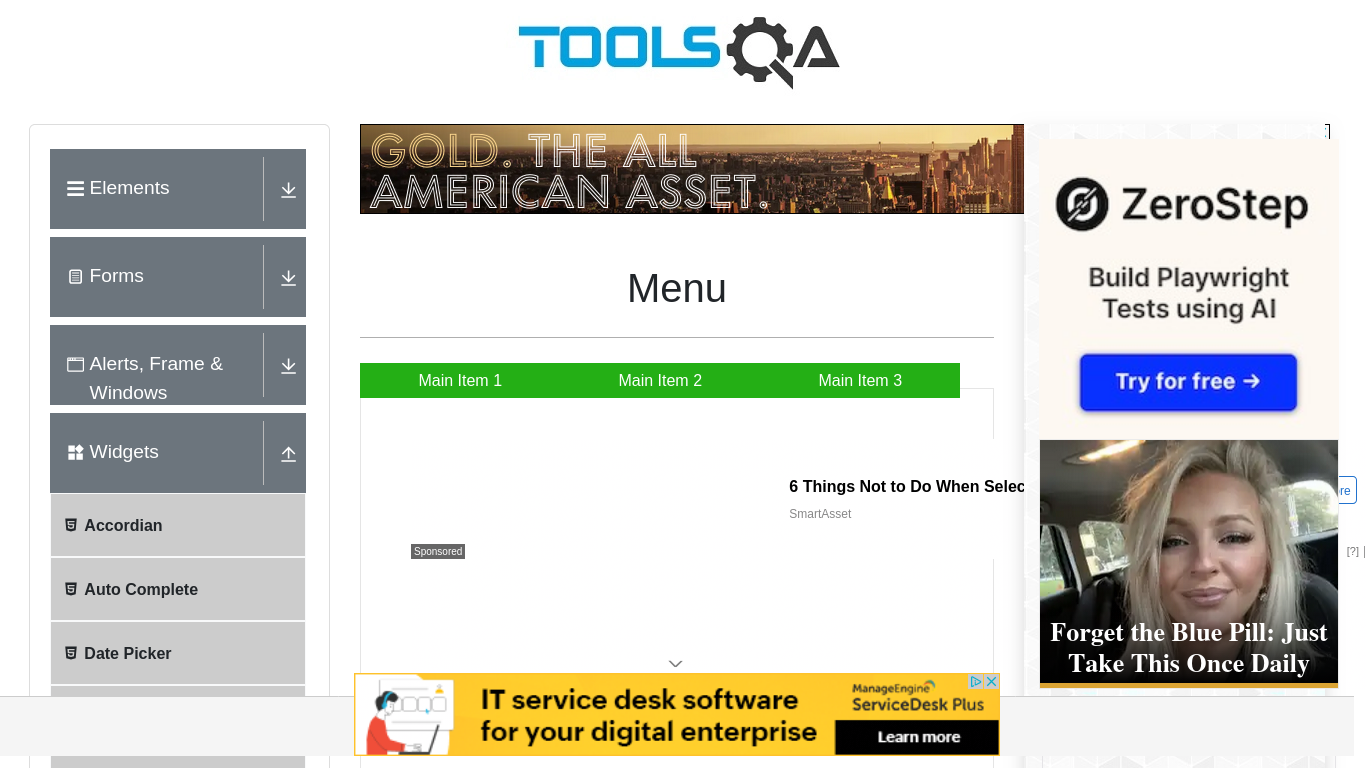 TOOLSQA
Elements
Forms
Alerts, Frame &
Windows
Widgets
Accordian
Auto Complete
Date Picker
GOLD. THE ALL
AMERICAN ASSET.
Menu
Main Item 1
Main Item 2
Main Item 3
6 Things Not to Do When Selec
SmartAsset
Sponsored
ZeroStep
Build Playwright
Tests using AI
Try for free →
re
[?]
Forget the Blue Pill: Just
Take This Once Daily
IT service desk software
for your digital enterprise
ManageEngine
ServiceDesk Plus
Learn more